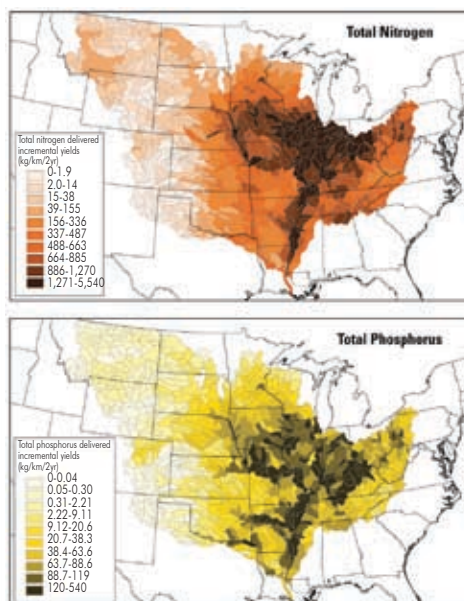 Total Nitrogen
Total nitrogen delivered
incremental yields
(kg/km/2yr)
0-1.9
2.0-14
15-38
39-155
156-336
337-487
488-663
664-885
886-1,270
1,271-5,540
Total Phosphorus
Total phosphorus delivered
incremental yields
(kg/km/2yr)
0-0.04
0.05-0.30
0.31-2.21
2.22-9.11
9.12-20.6
20.7-38.3
38.4-63.6
63.7-88.6
88.7-119
120-540